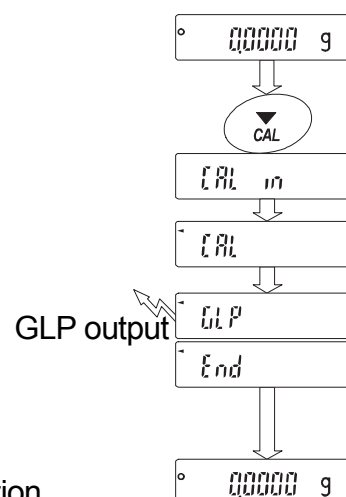 0.0000 g
CAL
CAL in
CAL
GLP
GLP output
End
0.0000 g